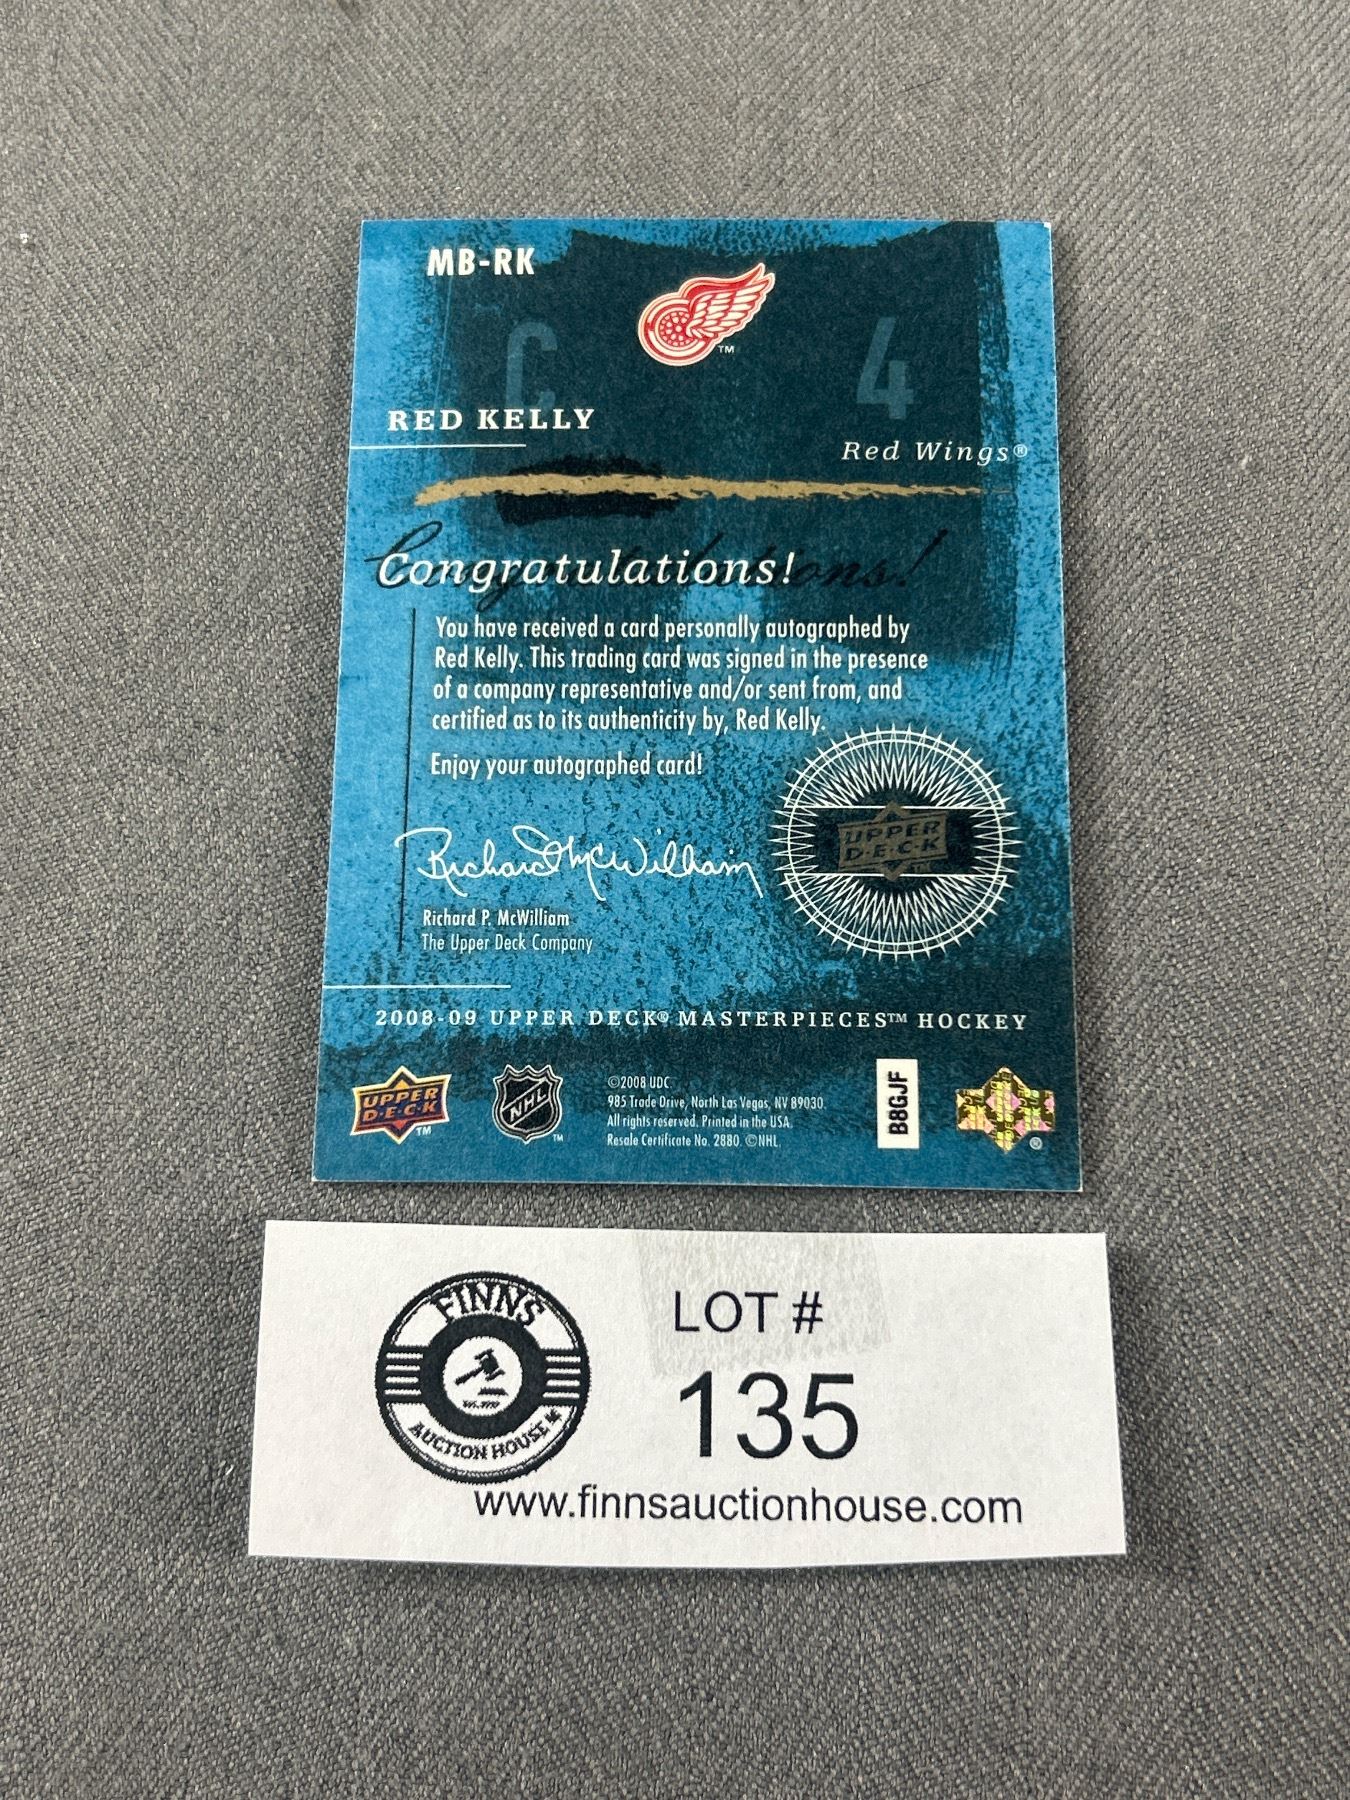 MB-RK
C 4
RED KELLY
Red Wings®
Congratulations!
You have received a card personally autographed by
Red Kelly. This trading card was signed in the presence
of a company representative and/or sent from, and
certified as to its authenticity by, Red Kelly.
Enjoy your autographed card!
UPPER
D·E·C·K
Richard McWilliam
Richard P. McWilliam
The Upper Deck Company
2008-09 UPPER DECK® MASTERPIECES™ HOCKEY
UPPER
D·E·C·K
™
NHL
™
©2008 UDC.
985 Trade Drive, North Las Vegas, NV 89030.
All rights reserved. Printed in the USA.
Resale Certificate No. 2880. ©NHL.
B8GJF
®
FINNS
AUCTION HOUSE
LOT #
135
www.finnsauctionhouse.com